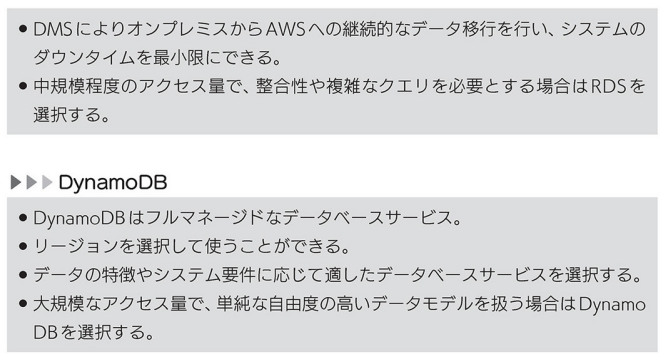 ● DMSによりオンプレミスからAWSへの継続的なデータ移行を行い、システムの
ダウンタイムを最小限にできる。
● 中規模程度のアクセス量で、整合性や複雑なクエリを必要とする場合はRDSを
選択する。
▶▶▶ DynamoDB
● DynamoDBはフルマネージドなデータベースサービス。
● リージョンを選択して使うことができる。
● データの特徴やシステム要件に応じて適したデータベースサービスを選択する。
● 大規模なアクセス量で、単純な自由度の高いデータモデルを扱う場合はDynamo
DBを選択する。